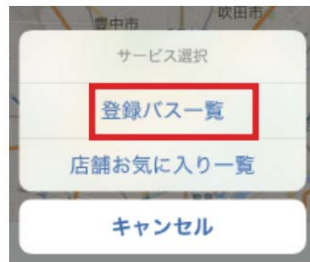 豊中市
吹田市
サービス選択
登録バス一覧
店舗お気に入り一覧
キャンセル